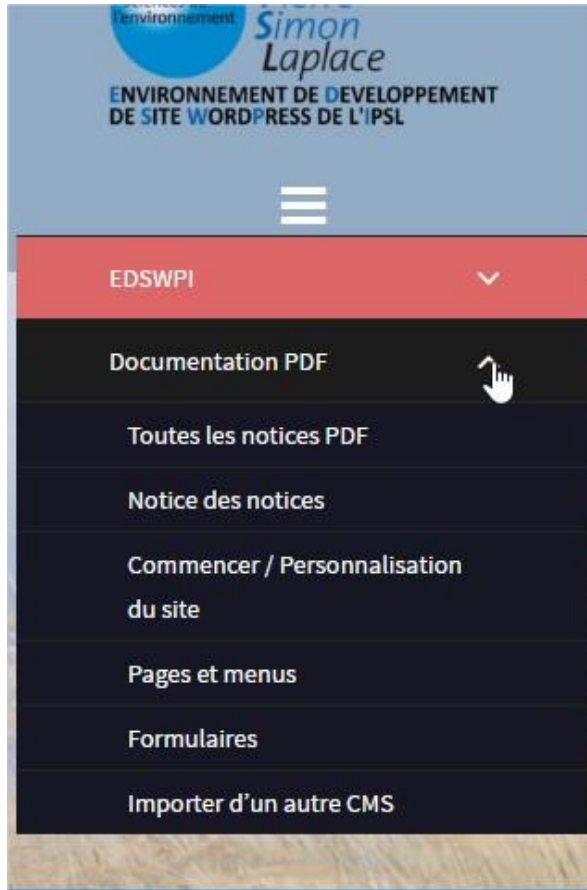 l'environnement
Simon
Laplace
ENVIRONNEMENT DE DEVELOPPEMENT
DE SITE WORDPRESS DE L'IPSL
EDSWPI
Documentation PDF
Toutes les notices PDF
Notice des notices
Commencer / Personnalisation
du site
Pages et menus
Formulaires
Importer d’un autre CMS